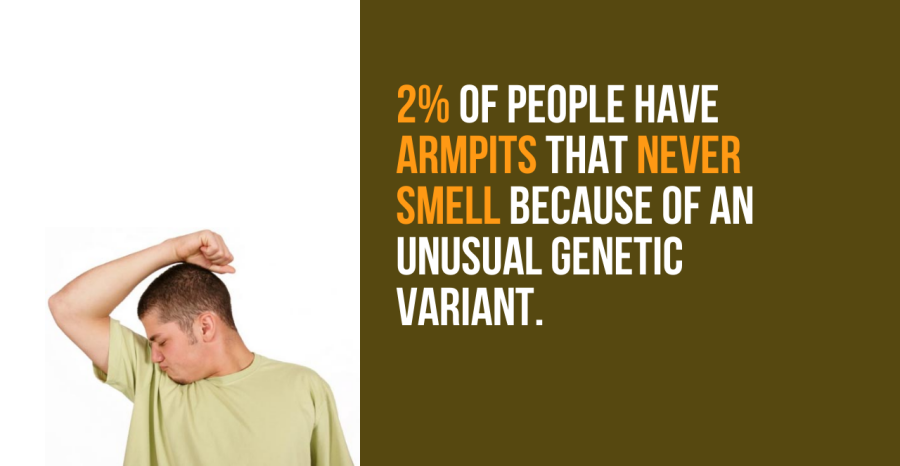 2% OF PEOPLE HAVE
ARMPITS THAT NEVER
SMELL BECAUSE OF AN
UNUSUAL GENETIC
VARIANT.